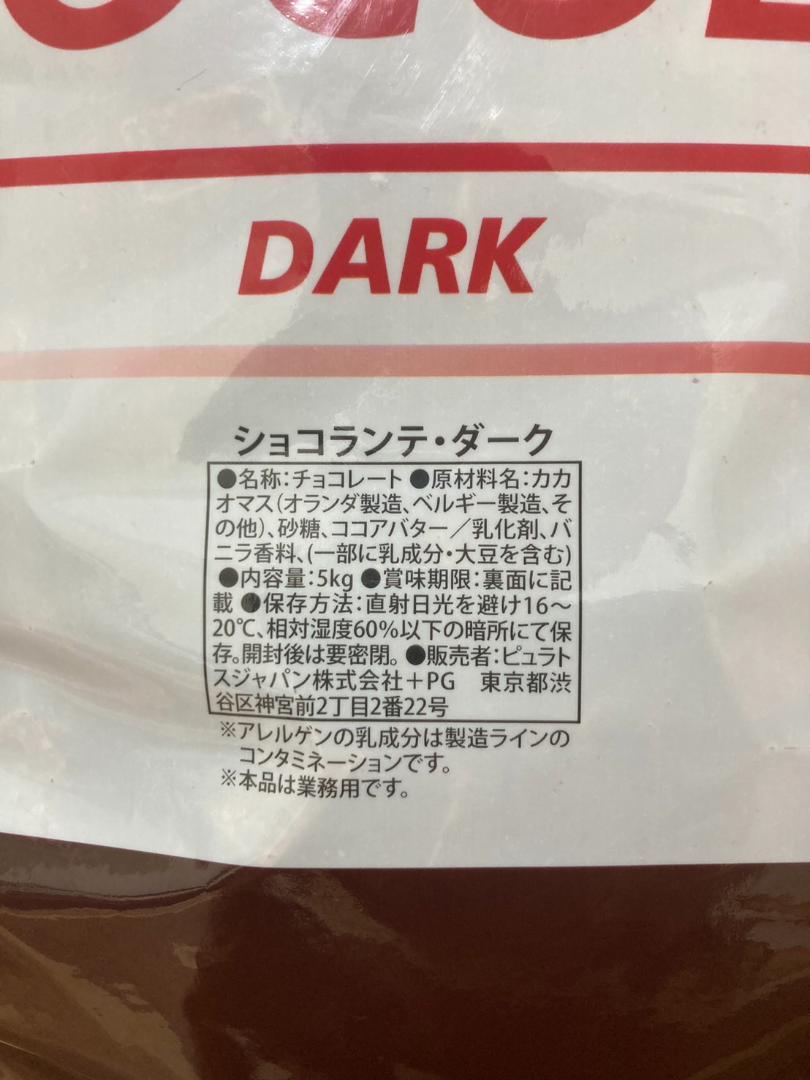 DARK
ショコランテ・ダーク
●名称:チョコレート ●原材料名:カカ
オマス(オランダ製造、ベルギー製造、そ
の他)、砂糖、ココアバター/乳化剤、バ
ニラ香料、(一部に乳成分・大豆を含む)
●内容量:5kg ●賞味期限:裏面に記
載 ●保存方法:直射日光を避け16〜
20℃、相対湿度60%以下の暗所にて保
存。開封後は要密閉。 ●販売者:ピュラト
スジャパン株式会社+PG 東京都渋
谷区神宮前2丁目2番22号
※アレルゲンの乳成分は製造ラインの
コンタミネーションです。
※本品は業務用です。